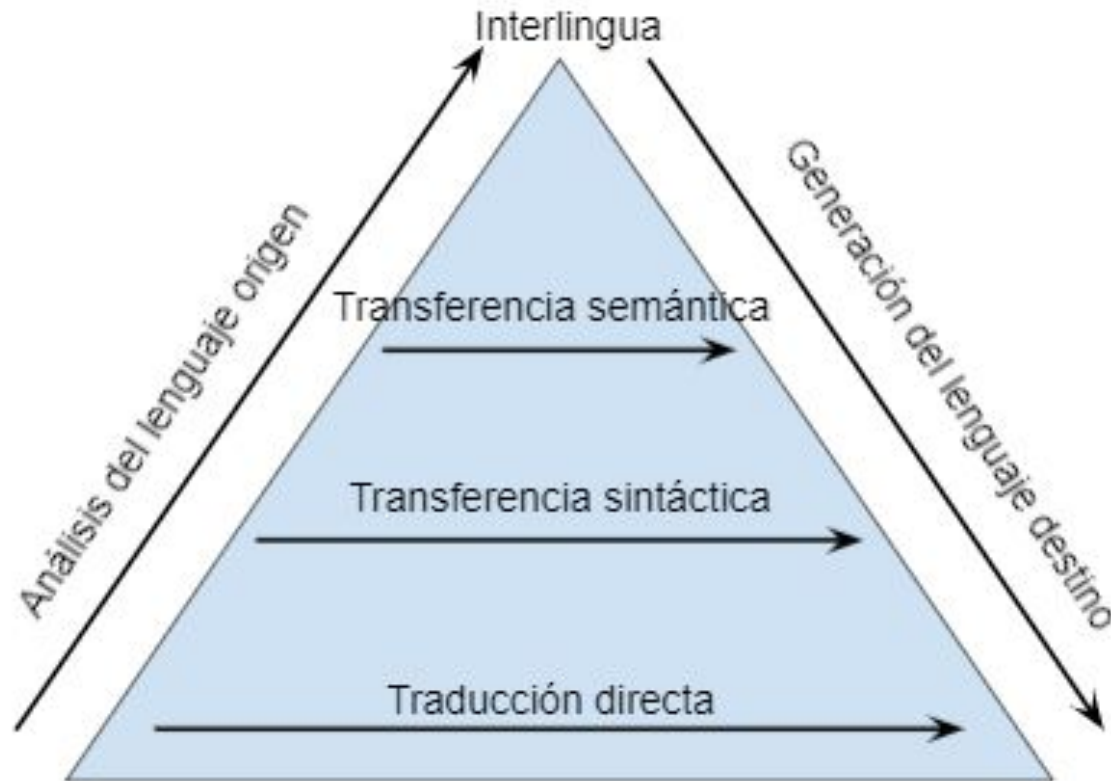 Interlingua
Análisis del lenguaje origen
Generación del lenguaje destino
Transferencia semántica
Transferencia sintáctica
Traducción directa